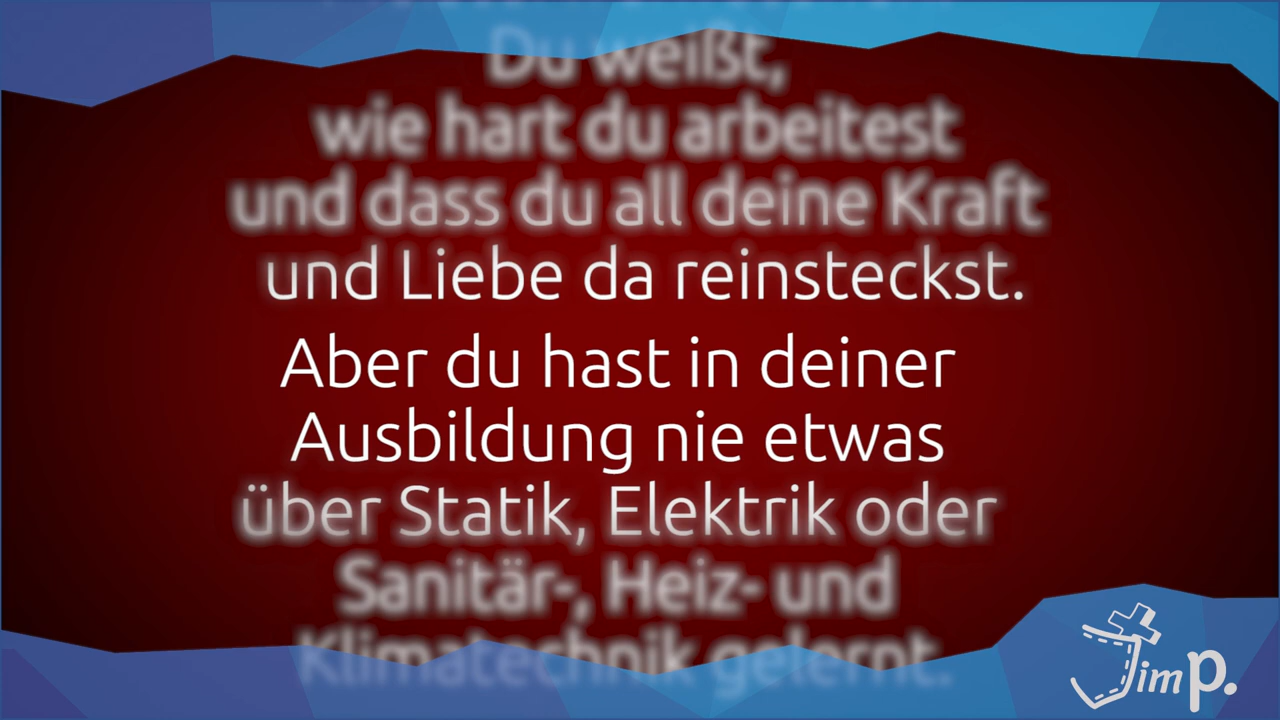 Du weißt,
wie hart du arbeitest
und dass du all deine Kraft
und Liebe da reinsteckst.
Aber du hast in deiner
Ausbildung nie etwas
über Statik, Elektrik oder
Sanitär-, Heiz- und
Klimatechnik gelernt.
Jim P.